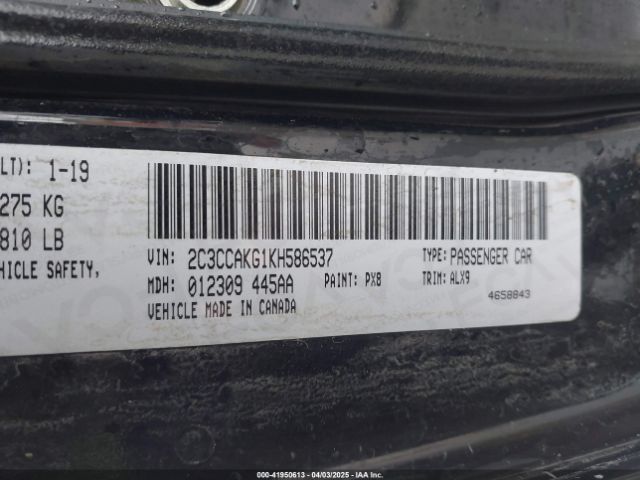 LT): 1-19
275 KG
810 LB
HICLE SAFETY,
VIN: 2C3CCAKG1KH586537
TYPE: PASSENGER CAR
MDH: 012309 445AA
PAINT: PX8
TRIM: ALX9
VEHICLE MADE IN CANADA
4658843
000-41950613 - 04/03/2025 - IAA Inc.